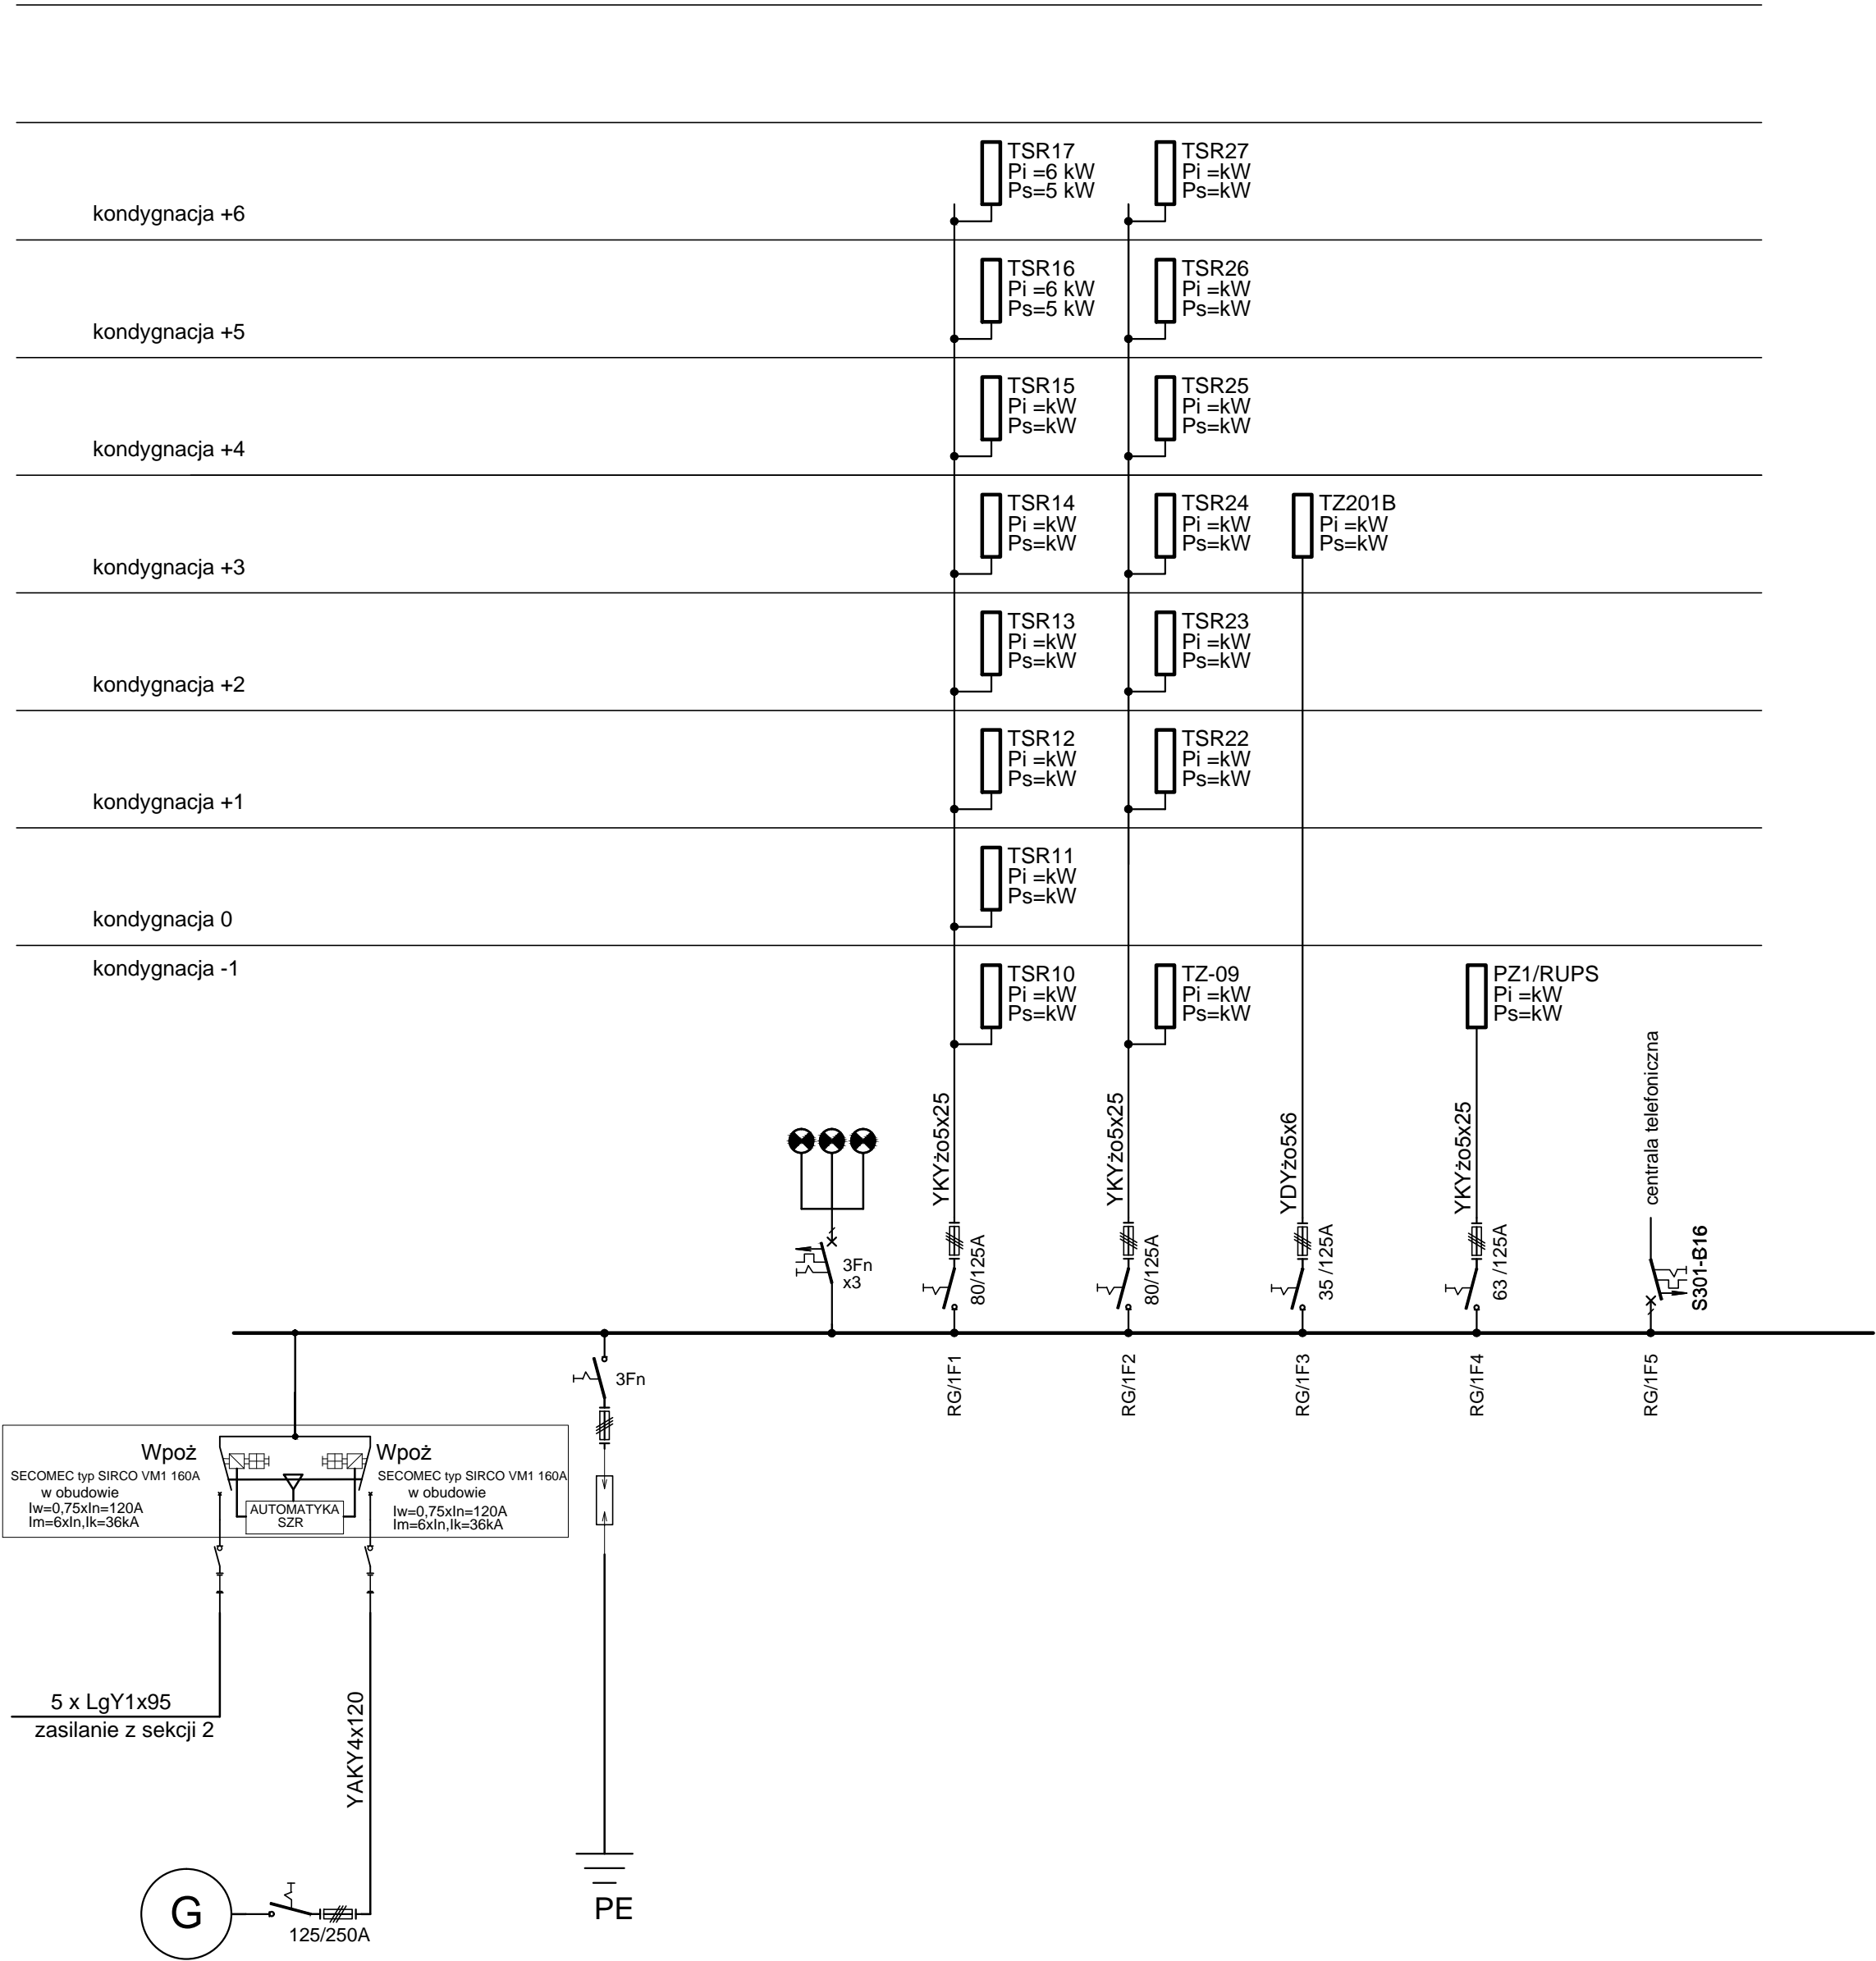 TSR17
Pi =6 kW
Ps=5 kW
TSR27
Pi =kW
Ps=kW
kondygnacja +6
TSR16
Pi =6 kW
Ps=5 kW
TSR26
Pi =kW
Ps=kW
kondygnacja +5
TSR15
Pi =kW
Ps=kW
TSR25
Pi =kW
Ps=kW
kondygnacja +4
TSR14
Pi =kW
Ps=kW
TSR24
Pi =kW
Ps=kW
TZ201B
Pi =kW
Ps=kW
kondygnacja +3
TSR13
Pi =kW
Ps=kW
TSR23
Pi =kW
Ps=kW
kondygnacja +2
TSR12
Pi =kW
Ps=kW
TSR22
Pi =kW
Ps=kW
kondygnacja +1
TSR11
Pi =kW
Ps=kW
kondygnacja 0
kondygnacja -1
TSR10
Pi =kW
Ps=kW
TZ-09
Pi =kW
Ps=kW
PZ1/RUPS
Pi =kW
Ps=kW
YKYżo5x25
YKYżo5x25
YDYżo5x6
YKYżo5x25
centrala telefoniczna
3Fn
x3
80/125A
80/125A
35 /125A
63 /125A
S301-B16
RG/1F1
RG/1F2
RG/1F3
RG/1F4
RG/1F5
3Fn
Wpoż
SECOMEC typ SIRCO VM1 160A
w obudowie
Iw=0,75xIn=120A
Im=6xIn,Ik=36kA
AUTOMATYKA
SZR
Wpoż
SECOMEC typ SIRCO VM1 160A
w obudowie
Iw=0,75xIn=120A
Im=6xIn,Ik=36kA
5 x LgY1x95
zasilanie z sekcji 2
YAKY4x120
G
125/250A
PE